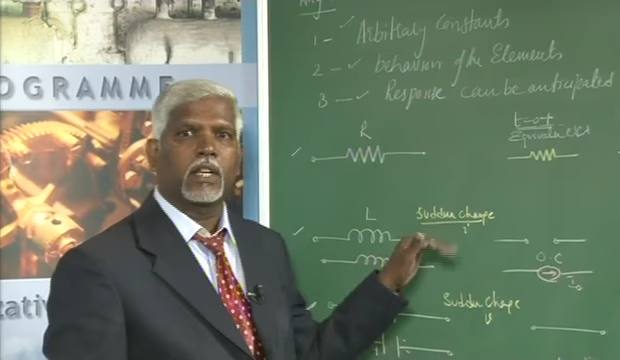 OGRAMME
1 - Arbitrary constants
2 - Behavior of the Elements
3 - Response can be anticipated
R
t=0+
Equivalent
L
Sudden change
i
O.C
Sudden change